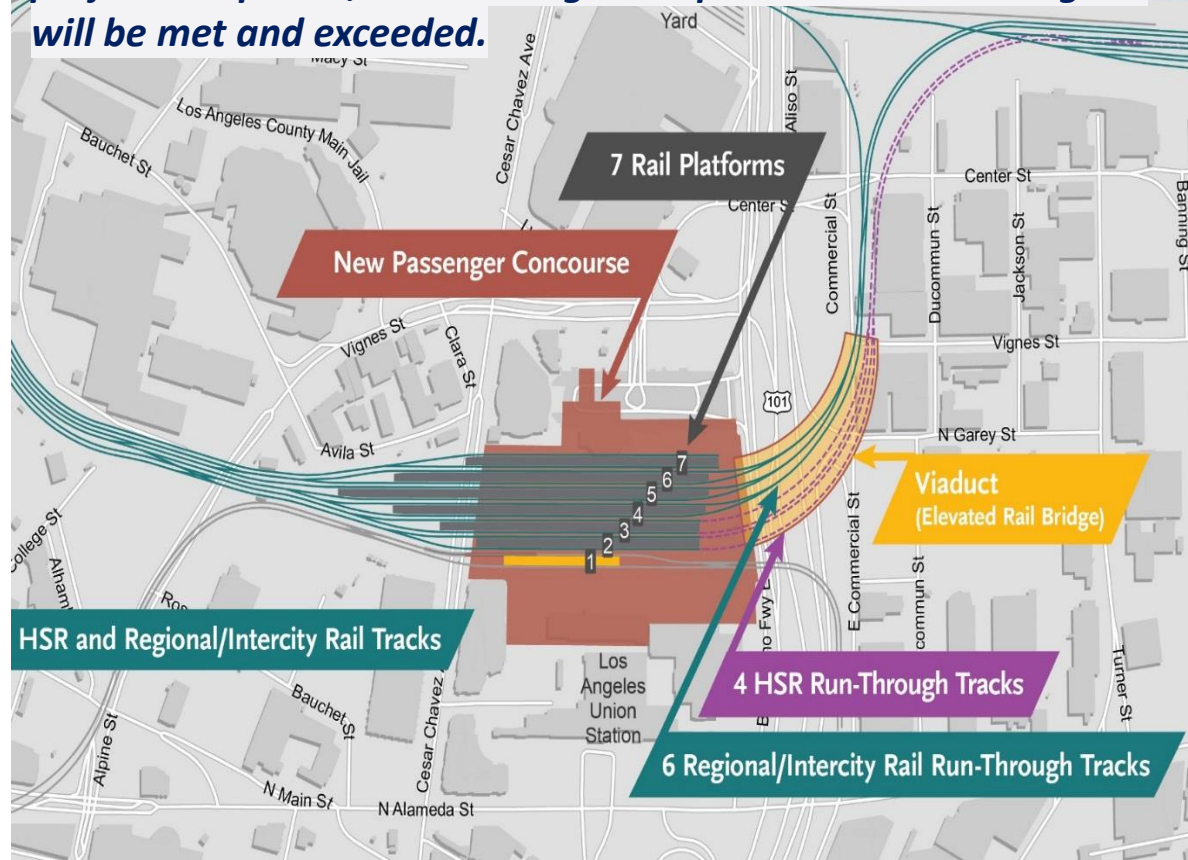 will be met and exceeded.
Yard
Macy St
Los Angeles County Main Jail
Bauchet St
Cesar Chavez Ave
Aliso St
7 Rail Platforms
Center St
Center St
Commercial St
Ducommun St
Jackson St
Banning St
New Passenger Concourse
Vignes St
Clara St
Vignes St
Avila St
101
N Garey St
7
6
5
4
3
2
1
Viaduct
(Elevated Rail Bridge)
College St
E Commercial St
HSR and Regional/Intercity Rail Tracks
Los
Angeles
Union
Station
4 HSR Run-Through Tracks
Turner St
Bauchet St
Alpine St
6 Regional/Intercity Rail Run-Through Tracks
N Main St
N Alameda St